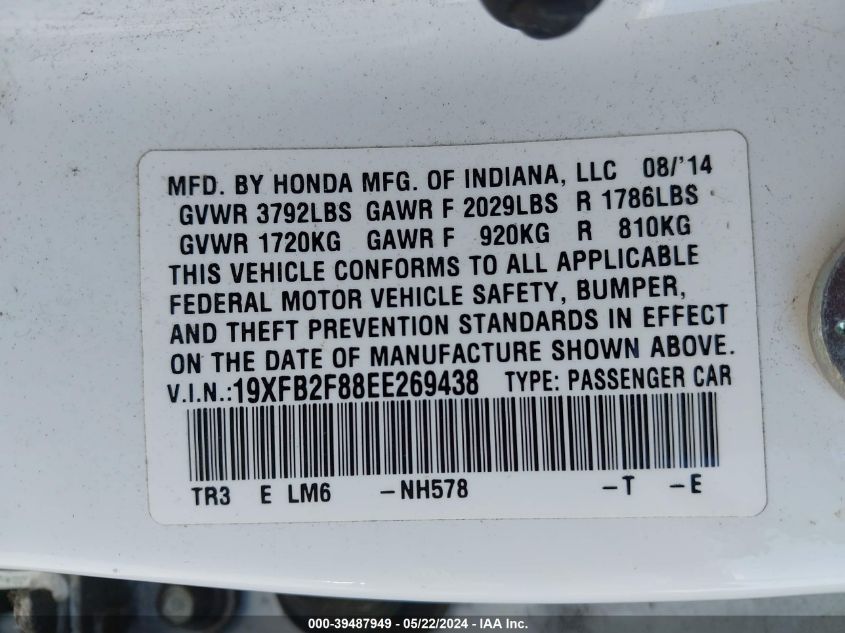 MFD. BY HONDA MFG. OF INDIANA, LLC 08/'14
GVWR 3792LBS GAWR F 2029LBS R 1786LBS
GVWR 1720KG GAWR F 920KG R 810KG
THIS VEHICLE CONFORMS TO ALL APPLICABLE
FEDERAL MOTOR VEHICLE SAFETY, BUMPER,
AND THEFT PREVENTION STANDARDS IN EFFECT
ON THE DATE OF MANUFACTURE SHOWN ABOVE.
V.I.N.:19XFB2F88EE269438 TYPE: PASSENGER CAR
TR3 E LM6 -NH578 -T -E
000-39487949 - 05/22/2024 - IAA Inc.